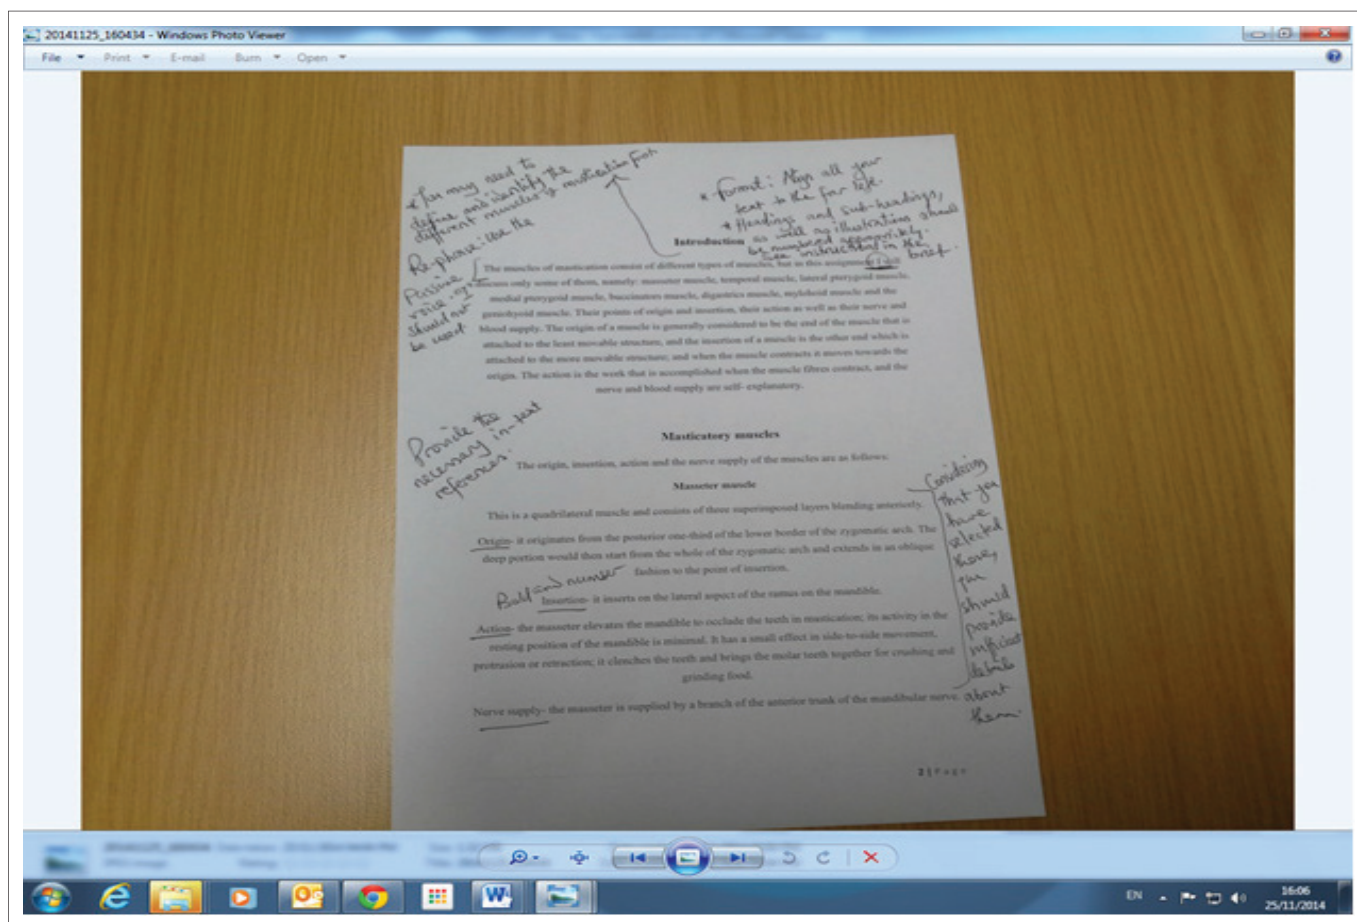 20141125_160434 - Windows Photo Viewer
File Print E-mail Burn Open
* You may need to
define and identify the
different muscles of mastication first
Re-phrase: Use the
Passive
voice.
should not
be used
* Format: Align all your
text to the far left.
* Headings and sub-headings,
as well as illustrations should
be numbered appropriately.
See instructions in the
brief.
Introduction
The muscles of mastication consist of different types of muscles, but in this assignment I will
discuss only some of them, namely: masseter muscle, temporal muscle, lateral pterygoid muscle,
medial pterygoid muscle, buccinators muscle, digastrics muscle, mylohoid muscle and the
geniohyoid muscle. Their points of origin and insertion, their action as well as their nerve and
blood supply. The origin of a muscle is generally considered to be the end of the muscle that is
attached to the least movable structure, and the insertion of a muscle is the other end which is
attached to the more movable structure; and when the muscle contracts it moves towards the
origin. The action is the work that is accomplished when the muscle fibres contract, and the
nerve and blood supply are self- explanatory.
Provide the
necessary in-text
references.
Masticatory muscles
The origin, insertion, action and the nerve supply of the muscles are as follows:
Masseter muscle
This is a quadrilateral muscle and consists of three superimposed layers blending anteriorly.
Origin- it originates from the posterior one-third of the lower border of the zygomatic arch. The
deep portion would then start from the whole of the zygomatic arch and extends in an oblique
fashion to the point of insertion.
Bold and number
Insertion- it inserts on the lateral aspect of the ramus on the mandible.
Action- the masseter elevates the mandible to occlude the teeth in mastication; its activity in the
resting position of the mandible is minimal. It has a small effect in side-to-side movement,
protrusion or retraction; it clenches the teeth and brings the molar teeth together for crushing and
grinding food.
Nerve supply- the masseter is supplied by a branch of the anterior trunk of the mandibular nerve.
Considering
that you
have
selected
these,
you
should
provide
sufficient
details
about
them.
2 | Page
EN
16:06
25/11/2014